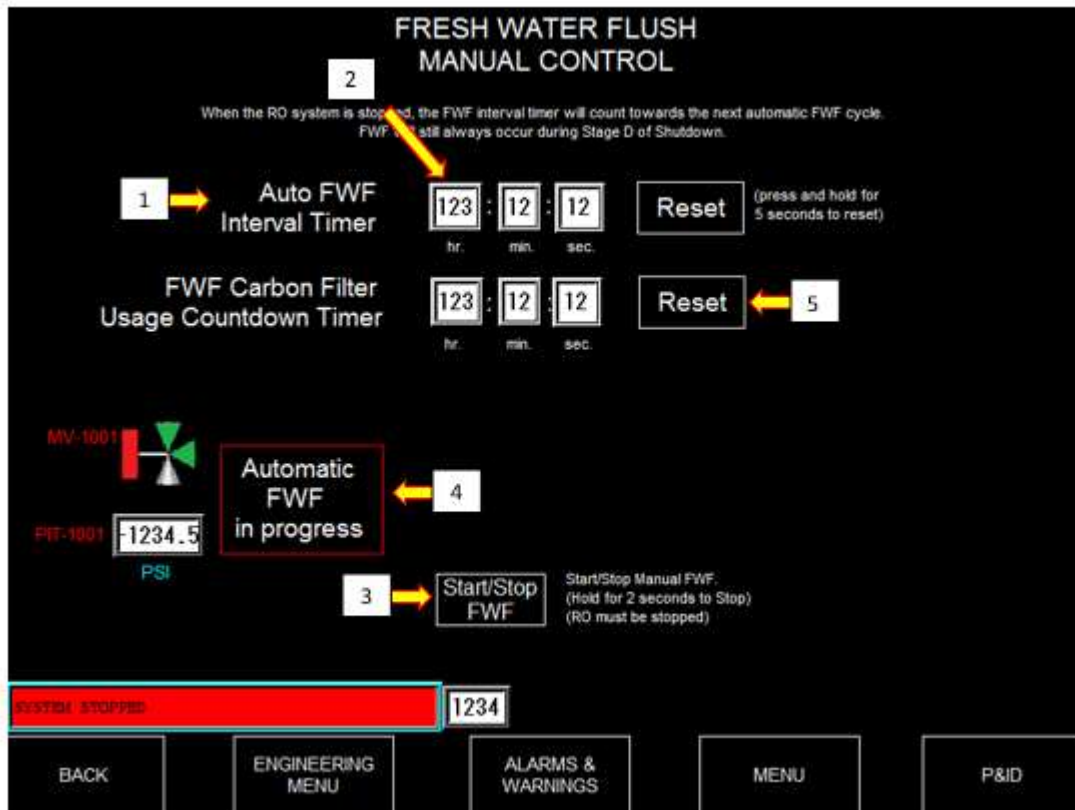 FRESH WATER FLUSH
MANUAL CONTROL
2
When the RO system is stopped, the FWF interval timer will count towards the next automatic FWF cycle.
FWF will still always occur during Stage D of Shutdown.
1
Auto FWF
Interval Timer
123 : 12 : 12
hr. min. sec.
Reset
(press and hold for
5 seconds to reset)
FWF Carbon Filter
Usage Countdown Timer
123 : 12 : 12
hr. min. sec.
Reset
5
MV-1001
Automatic
FWF
in progress
4
PIT-1001 -1234.5
PSI
3
Start/Stop
FWF
Start/Stop Manual FWF.
(Hold for 2 seconds to Stop)
(RO must be stopped)
SYSTEM STOPPED 1234
BACK
ENGINEERING
MENU
ALARMS &
WARNINGS
MENU
P&ID